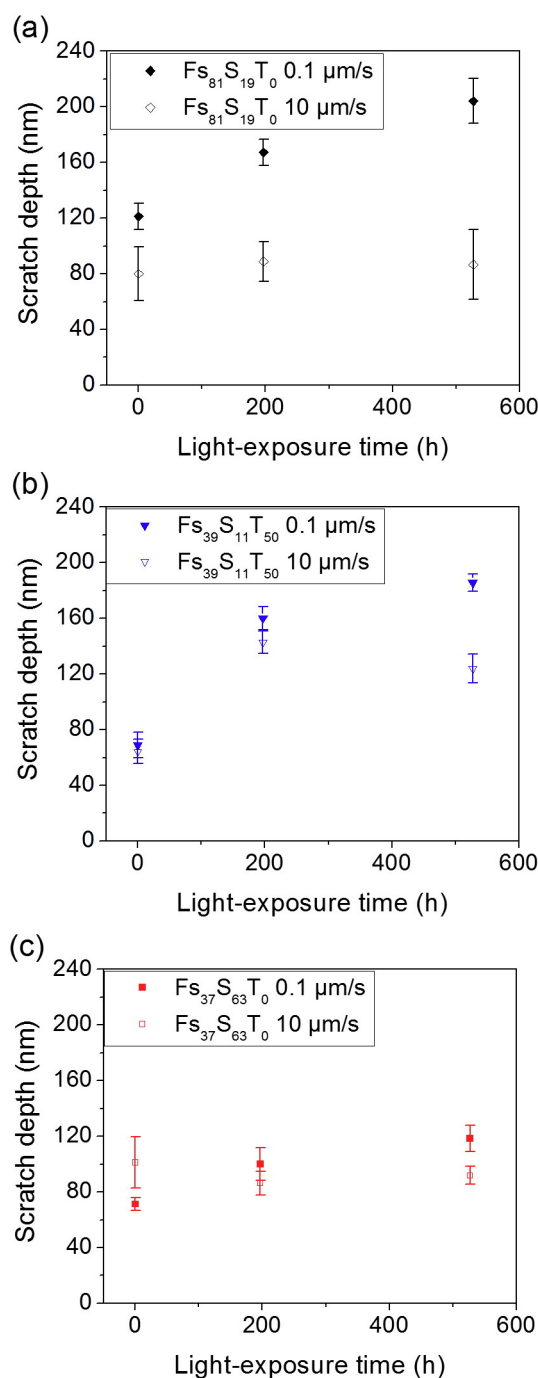 (a)
240
200
160
120
80
40
0
Fs₈₁S₁₉T₀ 0.1 µm/s
Fs₈₁S₁₉T₀ 10 µm/s
Scratch depth (nm)
0 200 400 600
Light-exposure time (h)
(b)
240
200
160
120
80
40
0
Fs₃₉S₁₁T₅₀ 0.1 µm/s
Fs₃₉S₁₁T₅₀ 10 µm/s
Scratch depth (nm)
0 200 400 600
Light-exposure time (h)
(c)
240
200
160
120
80
40
0
Fs₃₇S₆₃T₀ 0.1 µm/s
Fs₃₇S₆₃T₀ 10 µm/s
Scratch depth (nm)
0 200 400 600
Light-exposure time (h)